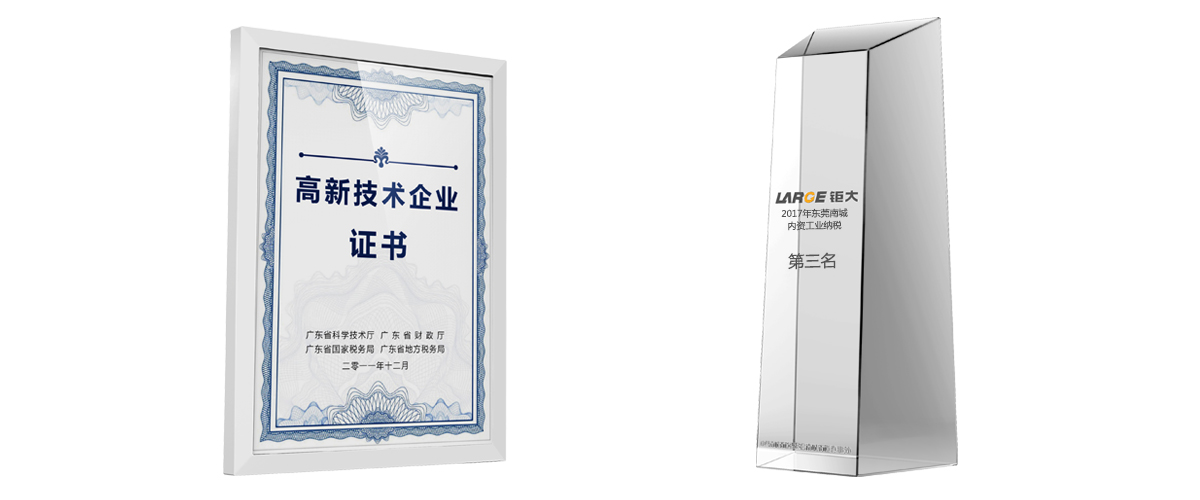 高新技术企业
证书
广东省科学技术厅 广东省财政厅
广东省国家税务局 广东省地方税务局
二零一一年十二月
LARGE 钜大
2017年东莞南城
内资工业纳税
第三名